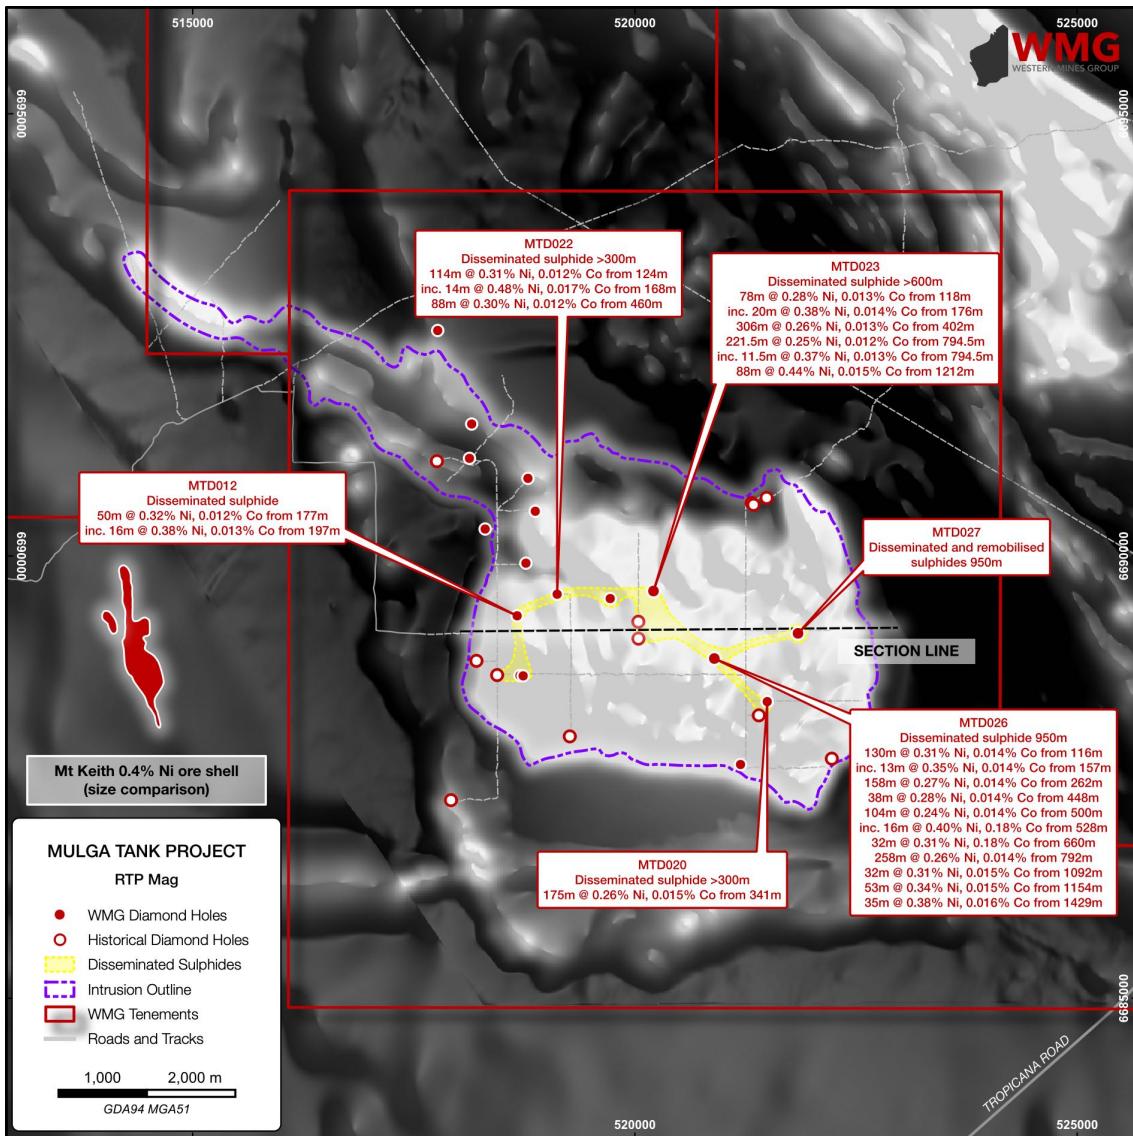 515000
520000
525000
WMG
WESTERN MINES GROUP
6695000
6695000
MTD022
Disseminated sulphide >300m
114m @ 0.31% Ni, 0.012% Co from 124m
inc. 14m @ 0.48% Ni, 0.017% Co from 168m
88m @ 0.30% Ni, 0.012% Co from 460m
MTD023
Disseminated sulphide >600m
78m @ 0.28% Ni, 0.013% Co from 118m
inc. 20m @ 0.38% Ni, 0.014% Co from 176m
306m @ 0.26% Ni, 0.013% Co from 402m
221.5m @ 0.25% Ni, 0.012% Co from 794.5m
inc. 11.5m @ 0.37% Ni, 0.013% Co from 794.5m
88m @ 0.44% Ni, 0.015% Co from 1212m
MTD012
Disseminated sulphide
50m @ 0.32% Ni, 0.012% Co from 177m
inc. 16m @ 0.38% Ni, 0.013% Co from 197m
MTD027
Disseminated and remobilised
sulphides 950m
6690000
6690000
SECTION LINE
MTD026
Disseminated sulphide 950m
130m @ 0.31% Ni, 0.014% Co from 116m
inc. 13m @ 0.35% Ni, 0.014% Co from 157m
158m @ 0.27% Ni, 0.014% Co from 262m
38m @ 0.28% Ni, 0.014% Co from 448m
104m @ 0.24% Ni, 0.014% Co from 500m
inc. 16m @ 0.40% Ni, 0.18% Co from 528m
32m @ 0.31% Ni, 0.18% Co from 660m
258m @ 0.26% Ni, 0.014% from 792m
32m @ 0.31% Ni, 0.015% Co from 1092m
53m @ 0.34% Ni, 0.015% Co from 1154m
35m @ 0.38% Ni, 0.016% Co from 1429m
Mt Keith 0.4% Ni ore shell
(size comparison)
MTD020
Disseminated sulphide >300m
175m @ 0.26% Ni, 0.015% Co from 341m
MULGA TANK PROJECT
RTP Mag
WMG Diamond Holes
Historical Diamond Holes
Disseminated Sulphides
Intrusion Outline
WMG Tenements
Roads and Tracks
1,000 2,000 m
GDA94 MGA51
6685000
TROPICANA ROAD
520000
525000